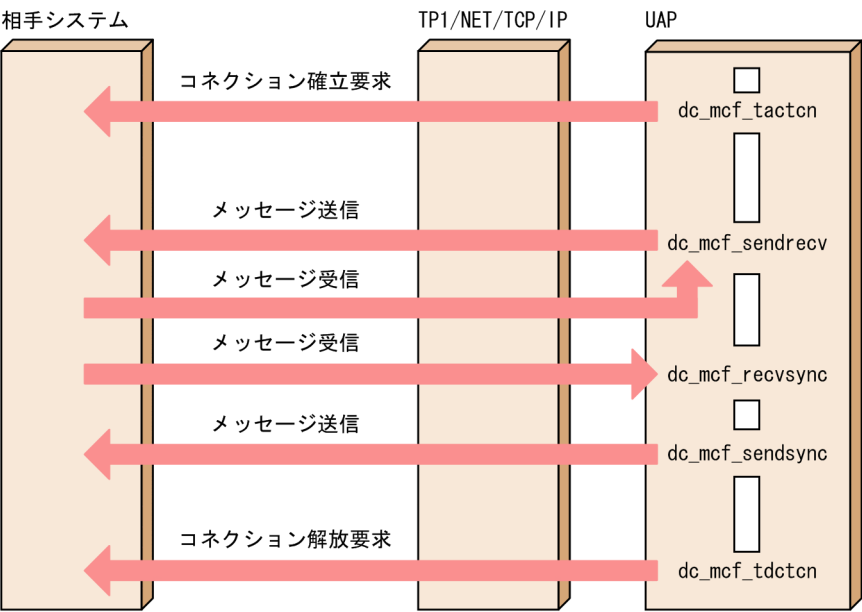 相手システム
TP1/NET/TCP/IP
UAP
コネクション確立要求
dc_mcf_tactcn
メッセージ送信
dc_mcf_sendrecv
メッセージ受信
メッセージ受信
dc_mcf_recvsync
メッセージ送信
dc_mcf_sendsync
コネクション解放要求
dc_mcf_tdctcn